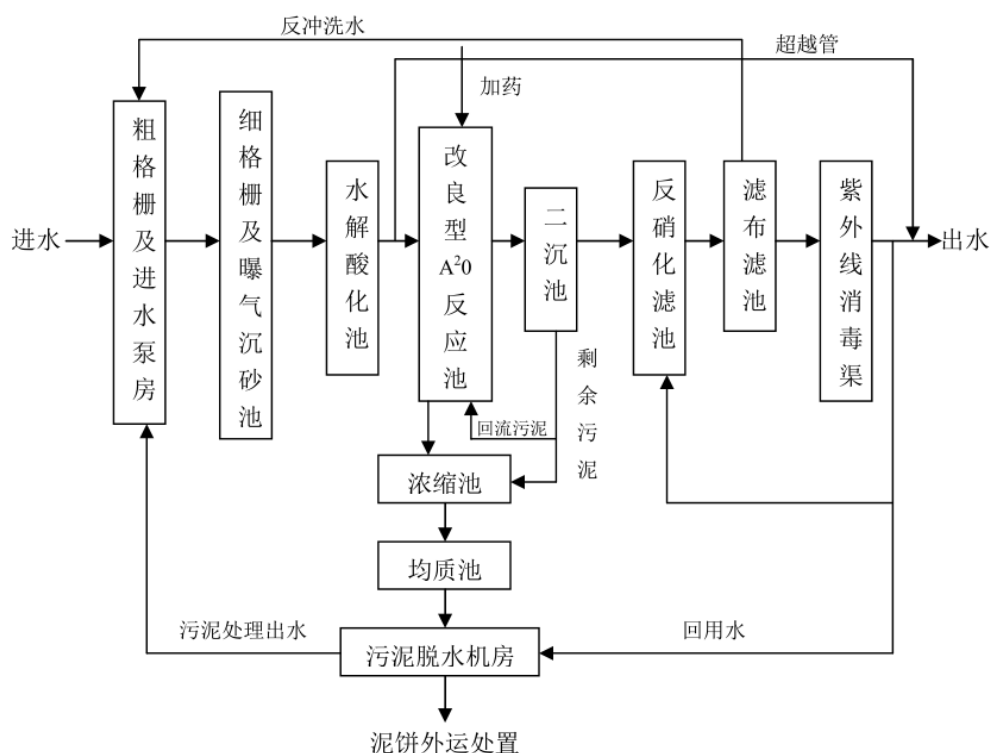 反冲洗水
超越管
加药
进水
粗格栅及进水泵房
细格栅及曝气沉砂池
水解酸化池
改良型A²0反应池
二沉池
反硝化滤池
滤布滤池
紫外线消毒渠
出水
剩余污泥
回流污泥
浓缩池
均质池
污泥处理出水
回用水
污泥脱水机房
泥饼外运处置